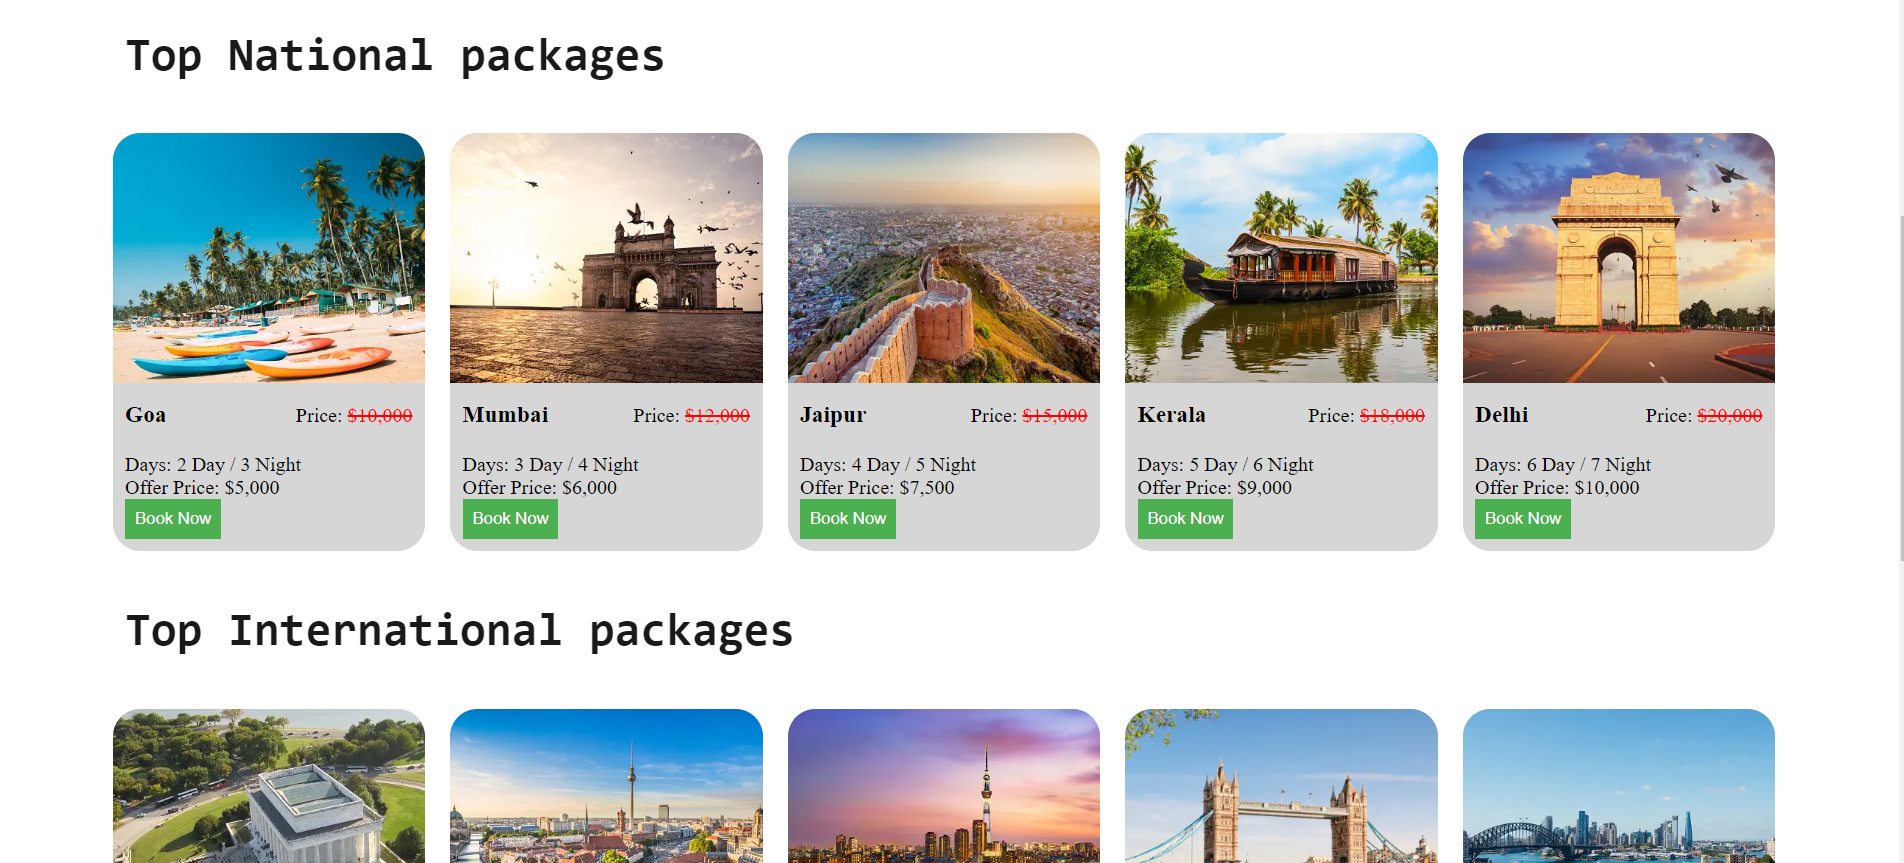 Top National packages
Goa Price: $10,000
Days: 2 Day / 3 Night
Offer Price: $5,000
Book Now
Mumbai Price: $12,000
Days: 3 Day / 4 Night
Offer Price: $6,000
Book Now
Jaipur Price: $15,000
Days: 4 Day / 5 Night
Offer Price: $7,500
Book Now
Kerala Price: $18,000
Days: 5 Day / 6 Night
Offer Price: $9,000
Book Now
Delhi Price: $20,000
Days: 6 Day / 7 Night
Offer Price: $10,000
Book Now
Top International packages